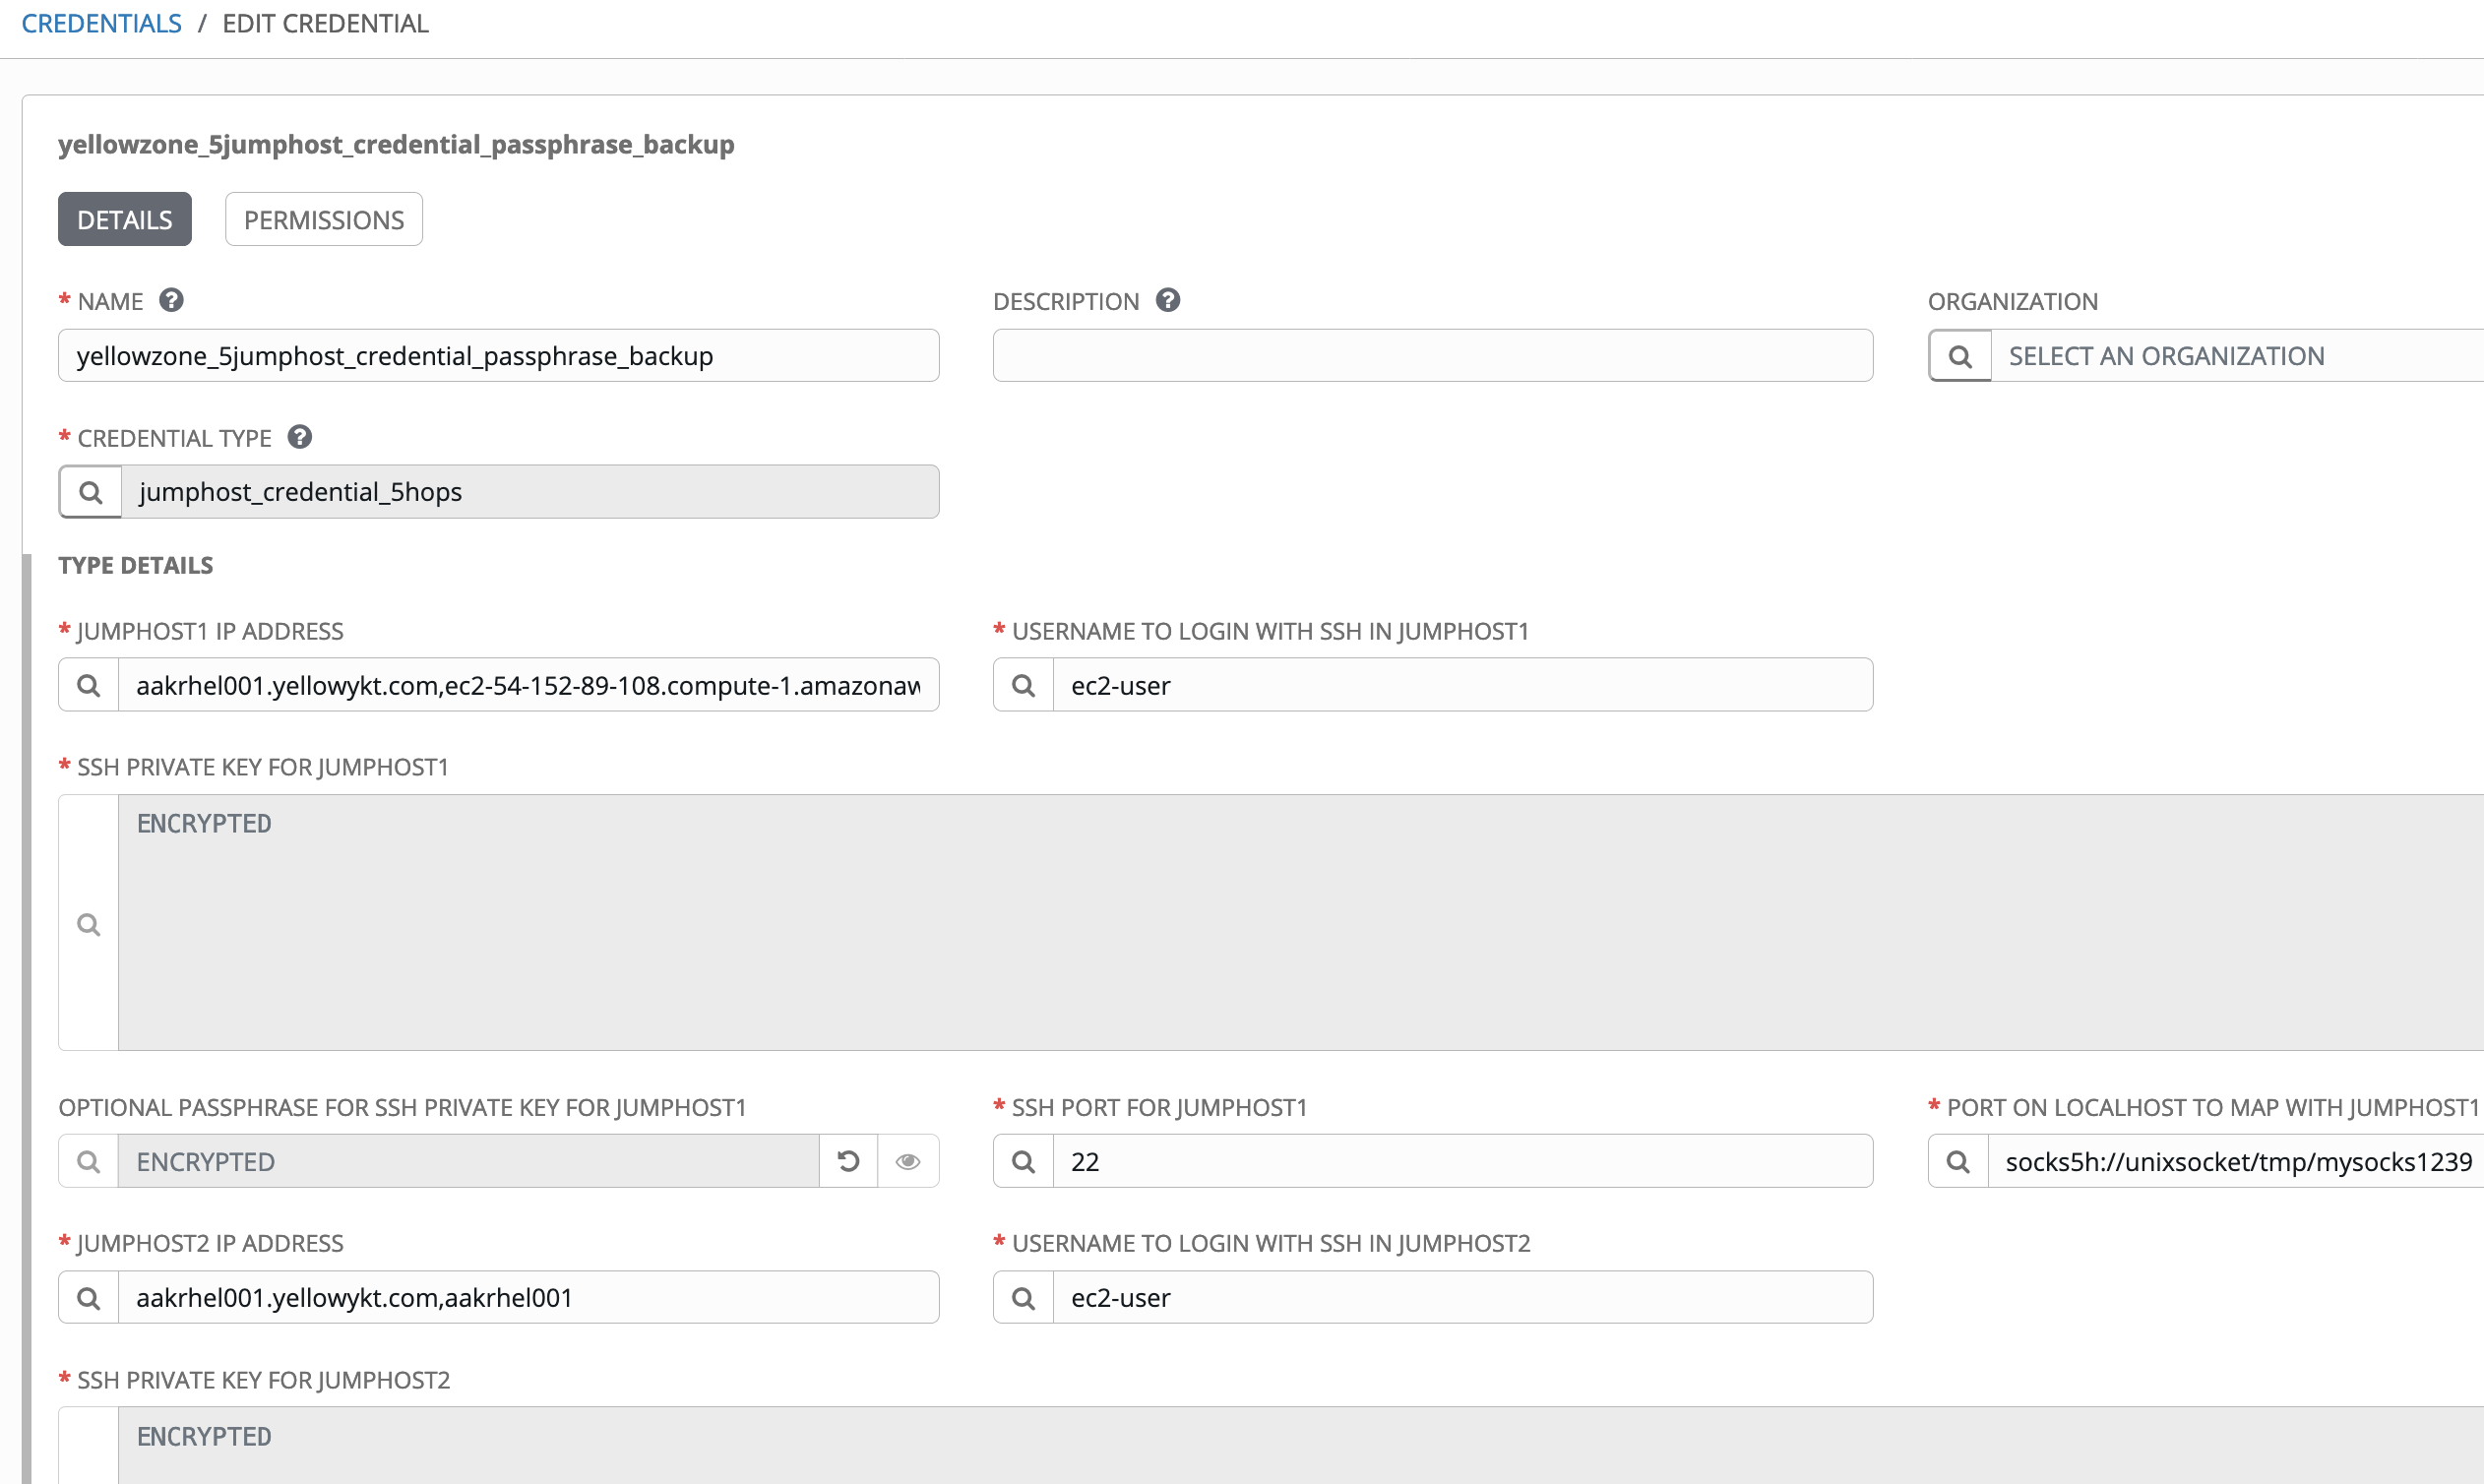 CREDENTIALS / EDIT CREDENTIAL
yellowzone_5jumphost_credential_passphrase_backup
DETAILS PERMISSIONS
* NAME ? DESCRIPTION ? ORGANIZATION
yellowzone_5jumphost_credential_passphrase_backup SELECT AN ORGANIZATION
* CREDENTIAL TYPE ?
jumphost_credential_5hops
TYPE DETAILS
* JUMPHOST1 IP ADDRESS * USERNAME TO LOGIN WITH SSH IN JUMPHOST1
aakrhel001.yellowykt.com,ec2-54-152-89-108.compute-1.amazonaw ec2-user
* SSH PRIVATE KEY FOR JUMPHOST1
ENCRYPTED
OPTIONAL PASSPHRASE FOR SSH PRIVATE KEY FOR JUMPHOST1 * SSH PORT FOR JUMPHOST1 * PORT ON LOCALHOST TO MAP WITH JUMPHOST1
ENCRYPTED 22 socks5h://unixsocket/tmp/mysocks1239
* JUMPHOST2 IP ADDRESS * USERNAME TO LOGIN WITH SSH IN JUMPHOST2
aakrhel001.yellowykt.com,aakrhel001 ec2-user
* SSH PRIVATE KEY FOR JUMPHOST2
ENCRYPTED